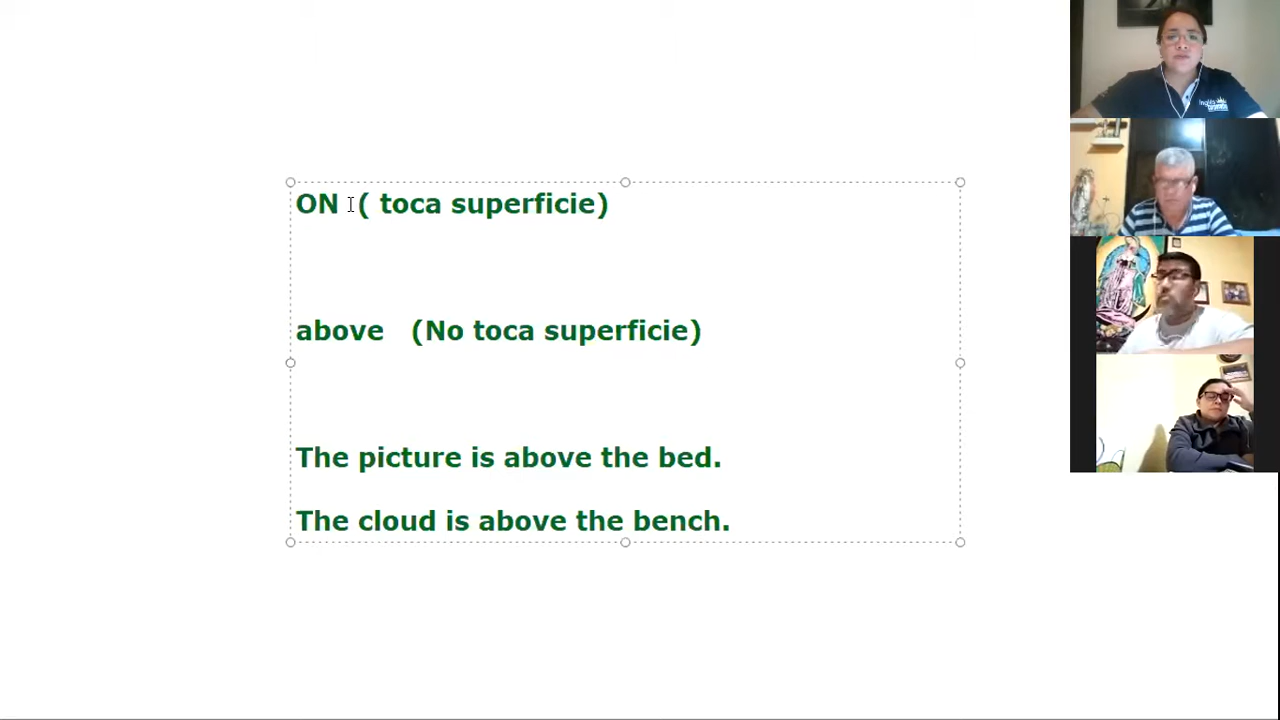 ON ( toca superficie)
above (No toca superficie)
The picture is above the bed.
The cloud is above the bench.